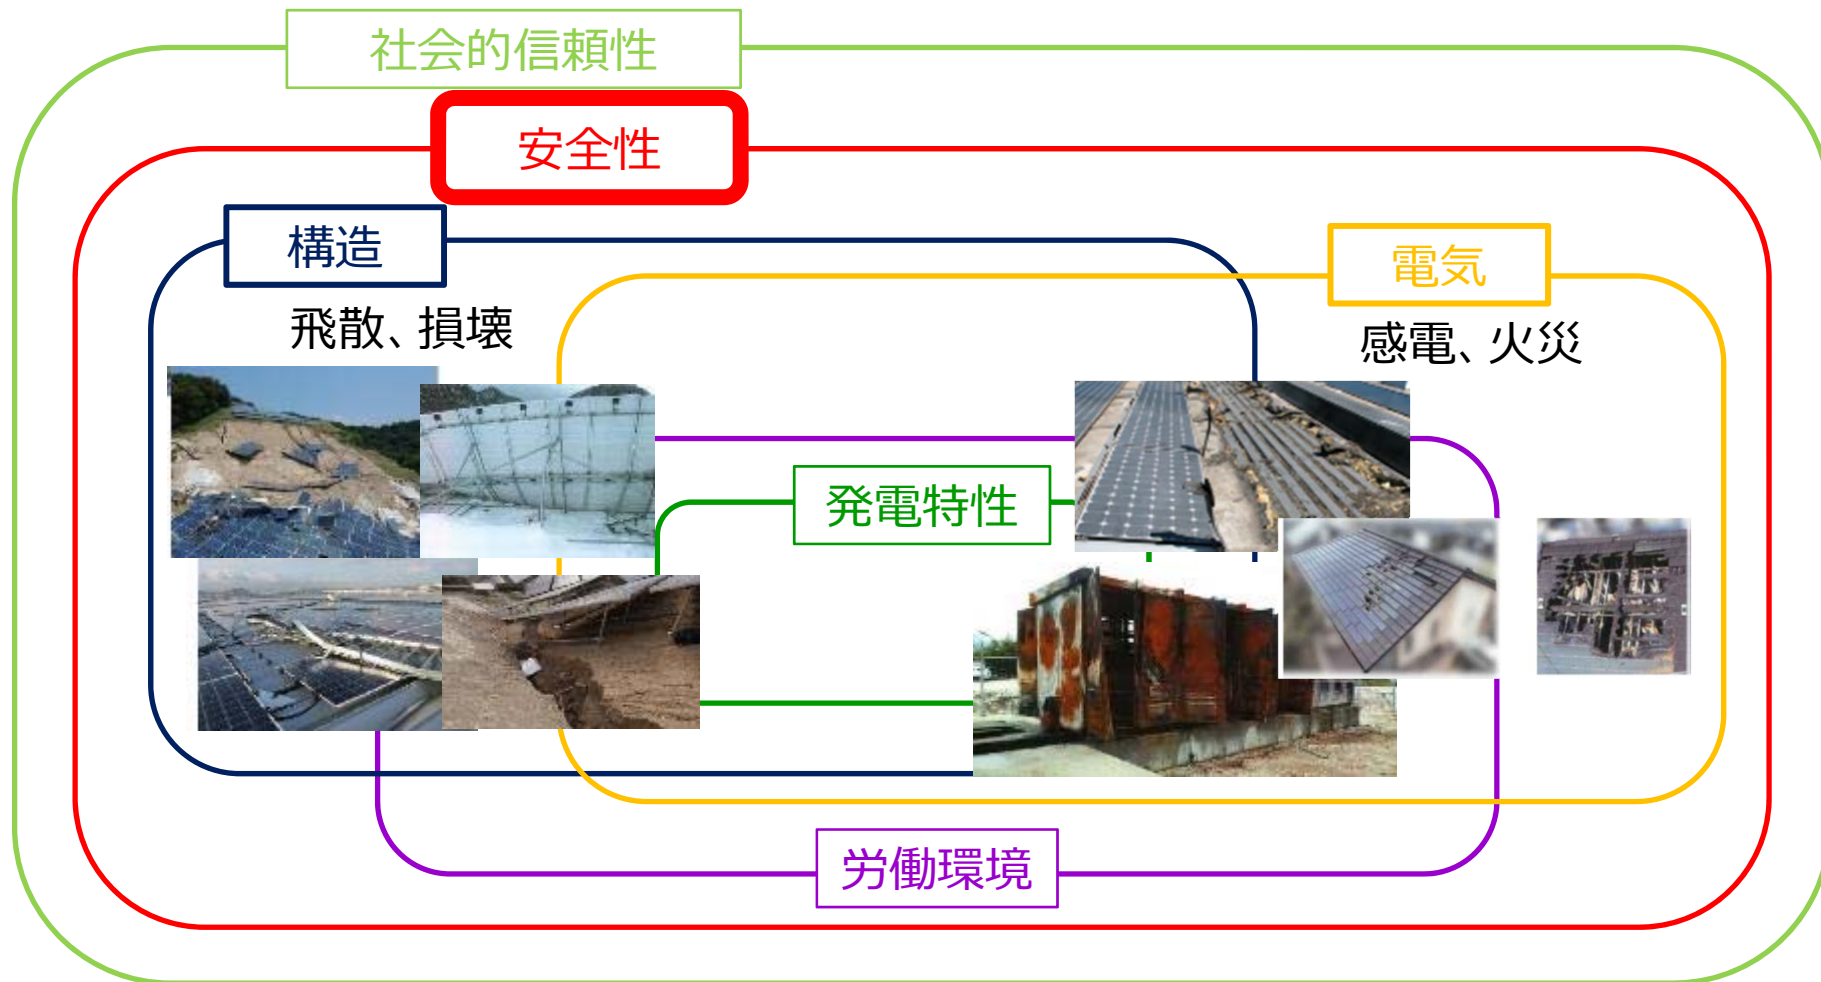 社会的信頼性
安全性
構造
電気
飛散、損壊
感電、火災
発電特性
労働環境